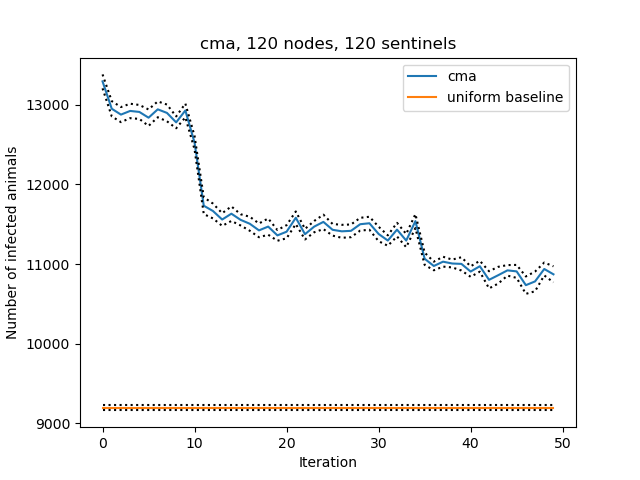 cma, 120 nodes, 120 sentinels
cma
uniform baseline
Number of infected animals
13000
12000
11000
10000
9000
0 10 20 30 40 50
Iteration